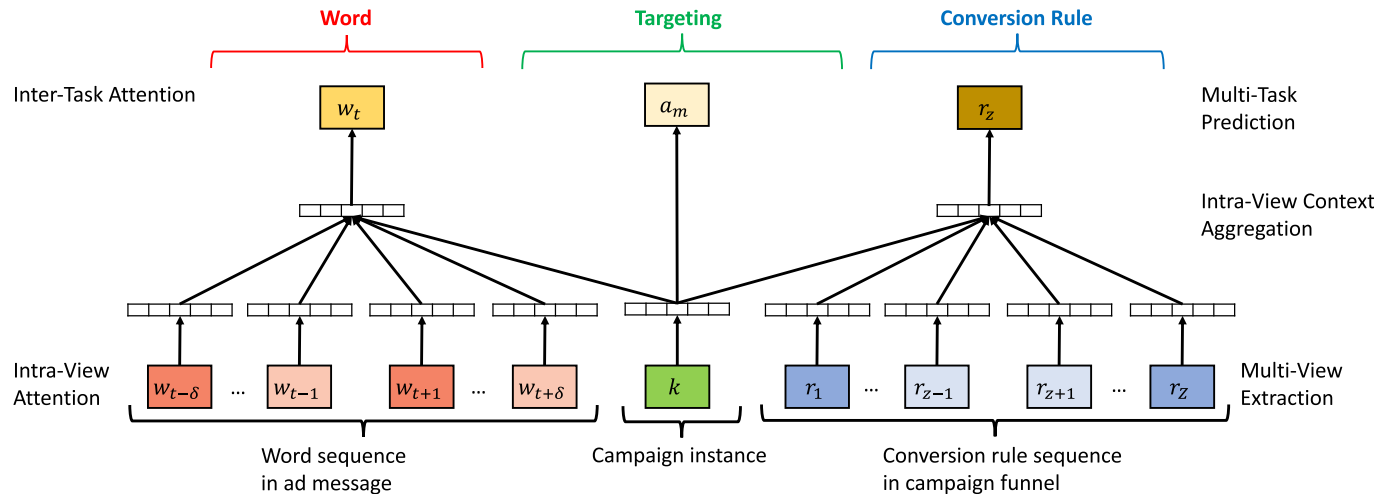 Word
Targeting
Conversion Rule
Inter-Task Attention
w_t
a_m
r_z
Multi-Task
Prediction
Intra-View Context
Aggregation
Intra-View
Attention
w_{t−δ}
...
w_{t−1}
w_{t+1}
...
w_{t+δ}
k
r_1
...
r_{z−1}
r_{z+1}
...
r_Z
Multi-View
Extraction
Word sequence
in ad message
Campaign instance
Conversion rule sequence
in campaign funnel